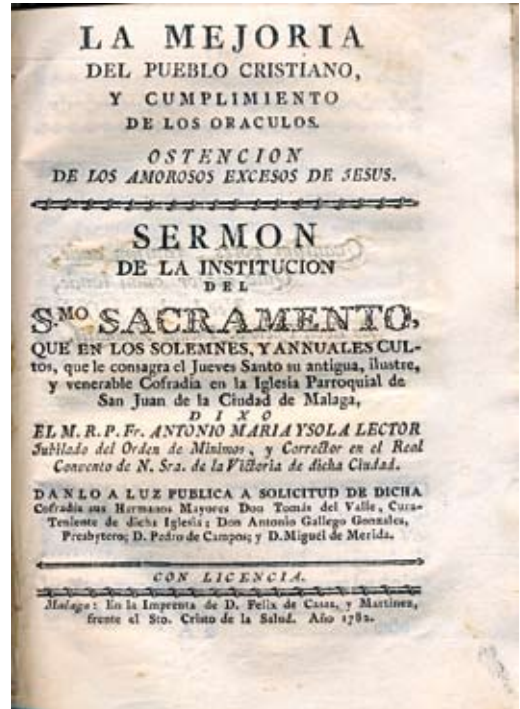 LA MEJORIA
DEL PUEBLO CRISTIANO,
Y CUMPLIMIENTO
DE LOS ORACULOS.
OSTENCION
DE LOS AMOROSOS EXCESOS DE JESUS.
SERMON
DE LA INSTITUCION
DEL
S.MO SACRAMENTO,
QUE EN LOS SOLEMNES, Y ANNUALES CUL-
tos, que le consagra el Jueves Santo su antigua, ilustre,
y venerable Cofradia en la Iglesia Parroquial de
San Juan de la Ciudad de Malaga,
DIXO
EL M. R. P. Fr. ANTONIO MARIA YSOLA LECTOR
Jubilado del Orden de Minimos, y Corrector en el Real
Convento de N. Sra. de la Victoria de dicha Ciudad.
DANLO A LUZ PUBLICA A SOLICITUD DE DICHA
Cofradia sus Hermanos Mayores Don Tomás del Valle, Cura-
Teniente de dicha Iglesia; Don Antonio Gallego Gonzales,
Presbytero; D. Pedro de Campos; y D. Miguel de Merida.
CON LICENCIA.
Malaga: En la Imprenta de D. Felix de Casas, y Martinez,
frente el Sto. Cristo de la Salud. Año 1782.